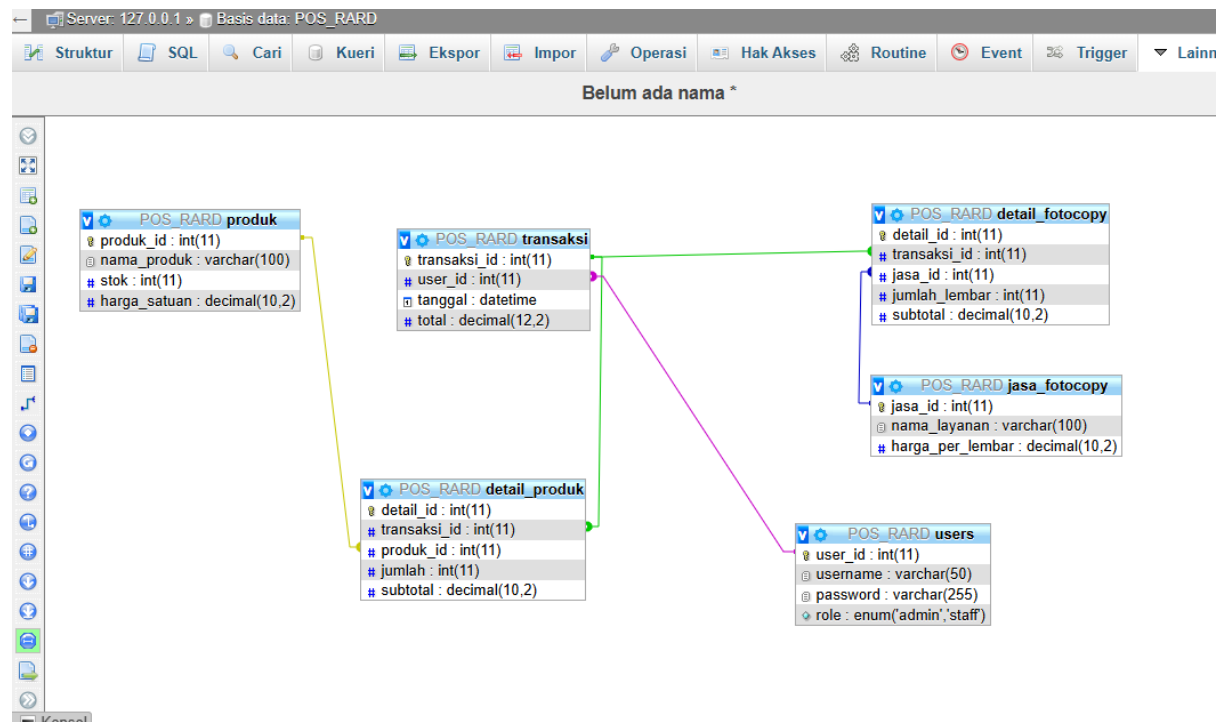 Server: 127.0.0.1 » Basis data: POS_RARD
Struktur SQL Cari Kueri Ekspor Impor Operasi Hak Akses Routine Event Trigger Lainn
Belum ada nama *
POS_RARD produk
produk_id : int(11)
nama_produk : varchar(100)
stok : int(11)
harga_satuan : decimal(10,2)
POS_RARD transaksi
transaksi_id : int(11)
user_id : int(11)
tanggal : datetime
total : decimal(12,2)
POS_RARD detail_fotocopy
detail_id : int(11)
transaksi_id : int(11)
jasa_id : int(11)
jumlah_lembar : int(11)
subtotal : decimal(10,2)
POS_RARD jasa_fotocopy
jasa_id : int(11)
nama_layanan : varchar(100)
harga_per_lembar : decimal(10,2)
POS_RARD detail_produk
detail_id : int(11)
transaksi_id : int(11)
produk_id : int(11)
jumlah : int(11)
subtotal : decimal(10,2)
POS_RARD users
user_id : int(11)
username : varchar(50)
password : varchar(255)
role : enum('admin','staff')
Konsol